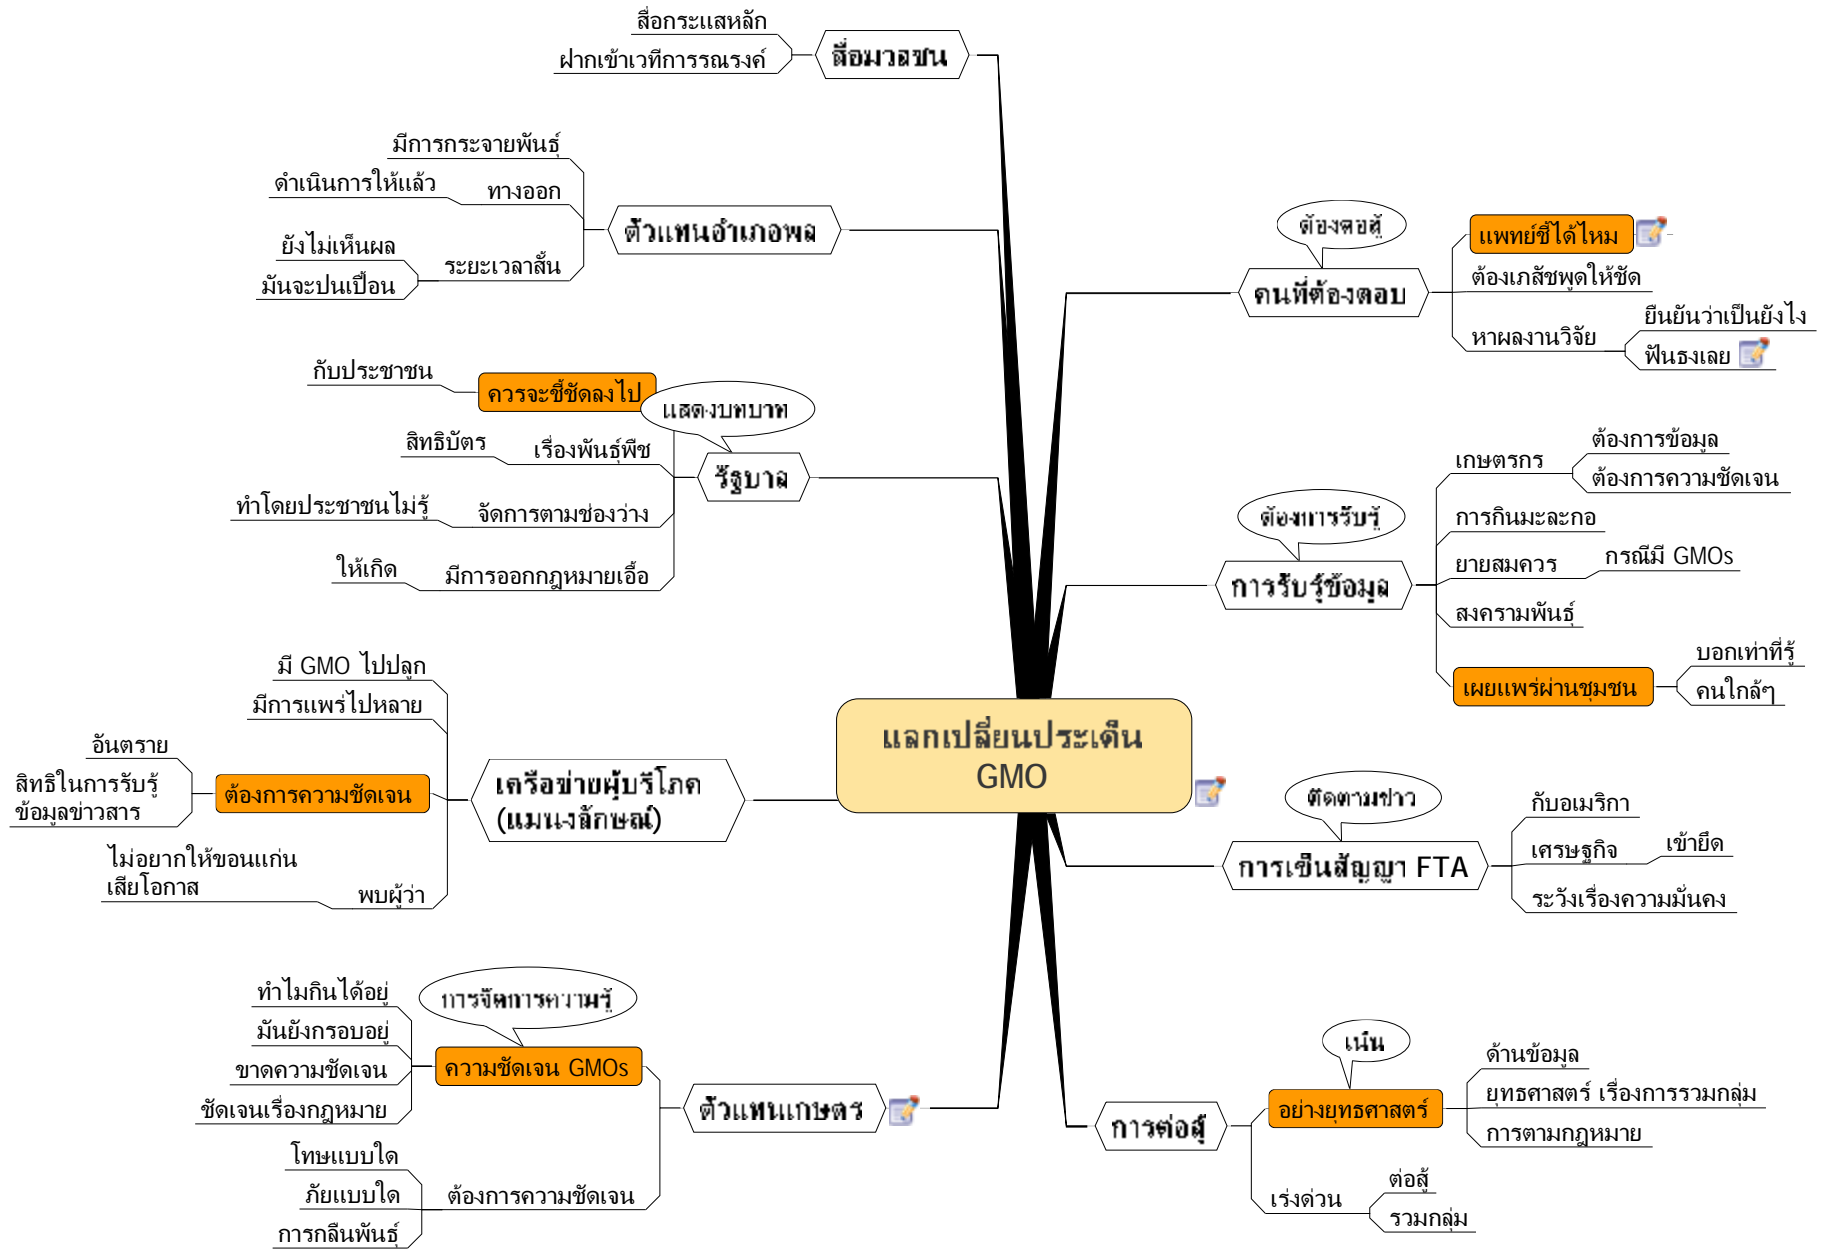 แลกเปลี่ยนประเด็น
GMO
สื่อมวลชน
สื่อกระแสหลัก
ฝากเข้าเวทีการรณรงค์
ตัวแทนอำเภอพล
มีการกระจายพันธุ์
ทางออก
ดำเนินการให้แล้ว
ระยะเวลาสั้น
ยังไม่เห็นผล
มันจะปนเปื้อน
แสดงบทบาท
รัฐบาล
ควรจะชี้ชัดลงไป
กับประชาชน
เรื่องพันธุ์พืช
สิทธิบัตร
จัดการตามช่องว่าง
ทำโดยประชาชนไม่รู้
มีการออกกฎหมายเอื้อ
ให้เกิด
เครือข่ายผู้บริโภค
(แมนงลักษณ์)
มี GMO ไปปลูก
มีการแพร่ไปหลาย
ต้องการความชัดเจน
อันตราย
สิทธิในการรับรู้
ข้อมูลข่าวสาร
พบผู้ว่า
ไม่อยากให้ขอนแก่น
เสียโอกาส
ตัวแทนเกษตร
การจัดการความรู้
ความชัดเจน GMOs
ทำไมกินได้อยู่
มันยังกรอบอยู่
ขาดความชัดเจน
ชัดเจนเรื่องกฎหมาย
ต้องการความชัดเจน
โทษแบบใด
ภัยแบบใด
การกลืนพันธุ์
ต้องตอสู้
คนที่ต้องตอบ
แพทย์ชี้ได้ไหม
ต้องเภสัชพูดให้ชัด
หาผลงานวิจัย
ยืนยันว่าเป็นยังไง
ฟันธงเลย
ต้องการรับรู้
การรับรู้ข้อมูล
เกษตรกร
ต้องการข้อมูล
ต้องการความชัดเจน
การกินมะละกอ
ยายสมควร
กรณีมี GMOs
สงครามพันธุ์
เผยแพร่ผ่านชุมชน
บอกเท่าที่รู้
คนใกล้ๆ
ติดตามข่าว
การเซ็นสัญญา FTA
กับอเมริกา
เศรษฐกิจ
เข้ายึด
ระวังเรื่องความมั่นคง
การต่อสู้
เน้น
อย่างยุทธศาสตร์
ด้านข้อมูล
ยุทธศาสตร์ เรื่องการรวมกลุ่ม
การตามกฎหมาย
เร่งด่วน
ต่อสู้
รวมกลุ่ม